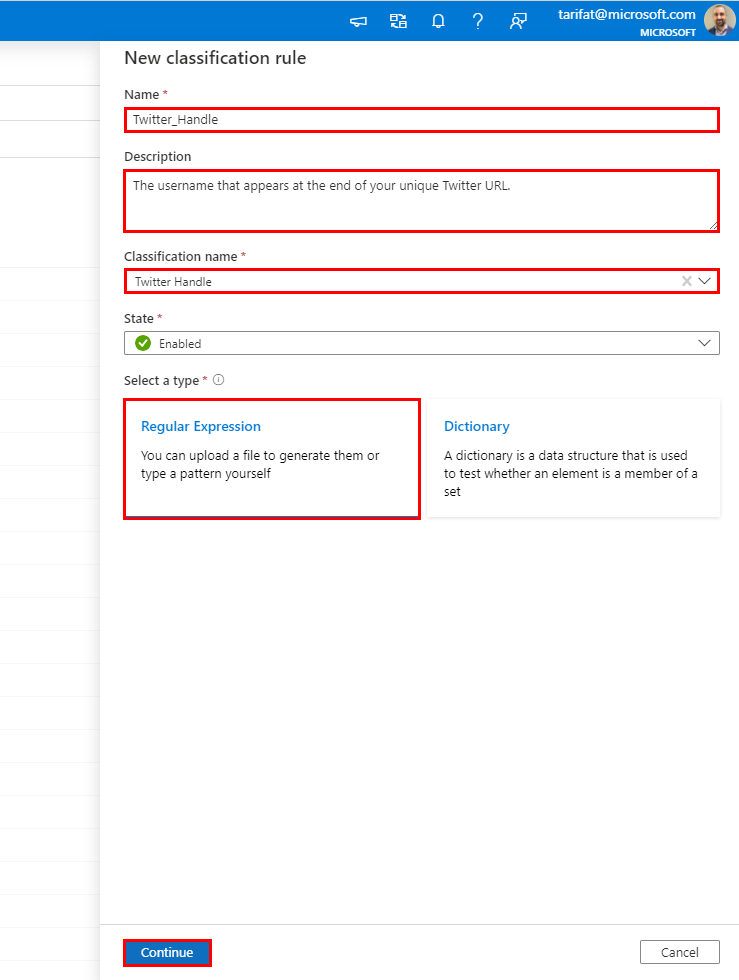 tarifat@microsoft.com
MICROSOFT
New classification rule
Name *
Twitter_Handle
Description
The username that appears at the end of your unique Twitter URL.
Classification name *
Twitter Handle
State *
Enabled
Select a type *
Regular Expression
You can upload a file to generate them or
type a pattern yourself
Dictionary
A dictionary is a data structure that is used
to test whether an element is a member of a
set
Continue
Cancel